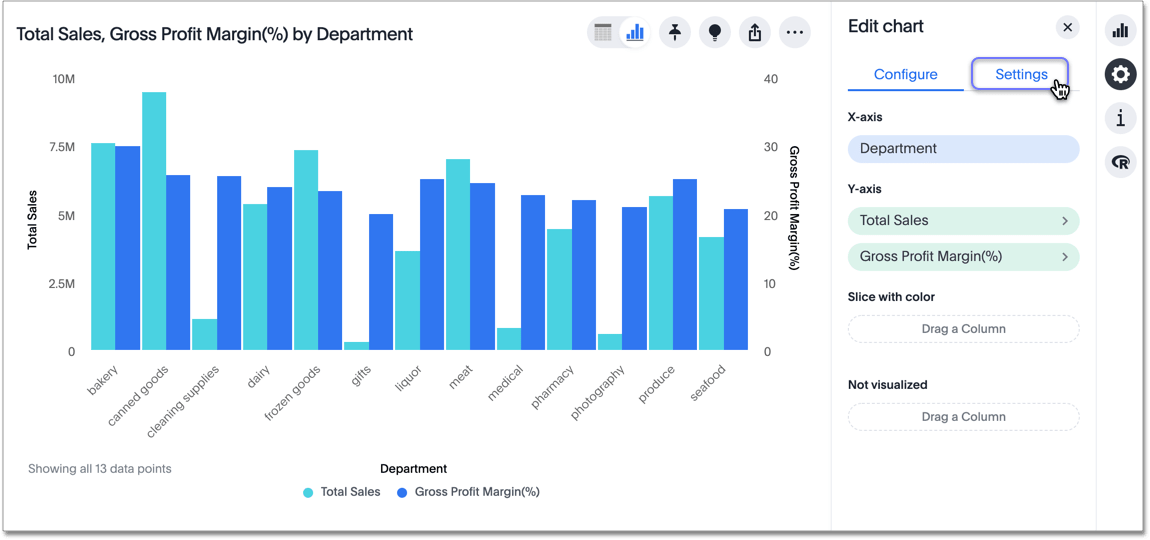 Total Sales, Gross Profit Margin(%) by Department
10M
7.5M
5M
2.5M
0
Total Sales
40
30
20
10
0
Gross Profit Margin(%)
bakery
canned goods
cleaning supplies
dairy
frozen goods
gifts
liquor
meat
medical
pharmacy
photography
produce
seafood
Showing all 13 data points
Department
Total Sales Gross Profit Margin(%)
Edit chart
Configure Settings
X-axis
Department
Y-axis
Total Sales
Gross Profit Margin(%)
Slice with color
Drag a Column
Not visualized
Drag a Column
i
R